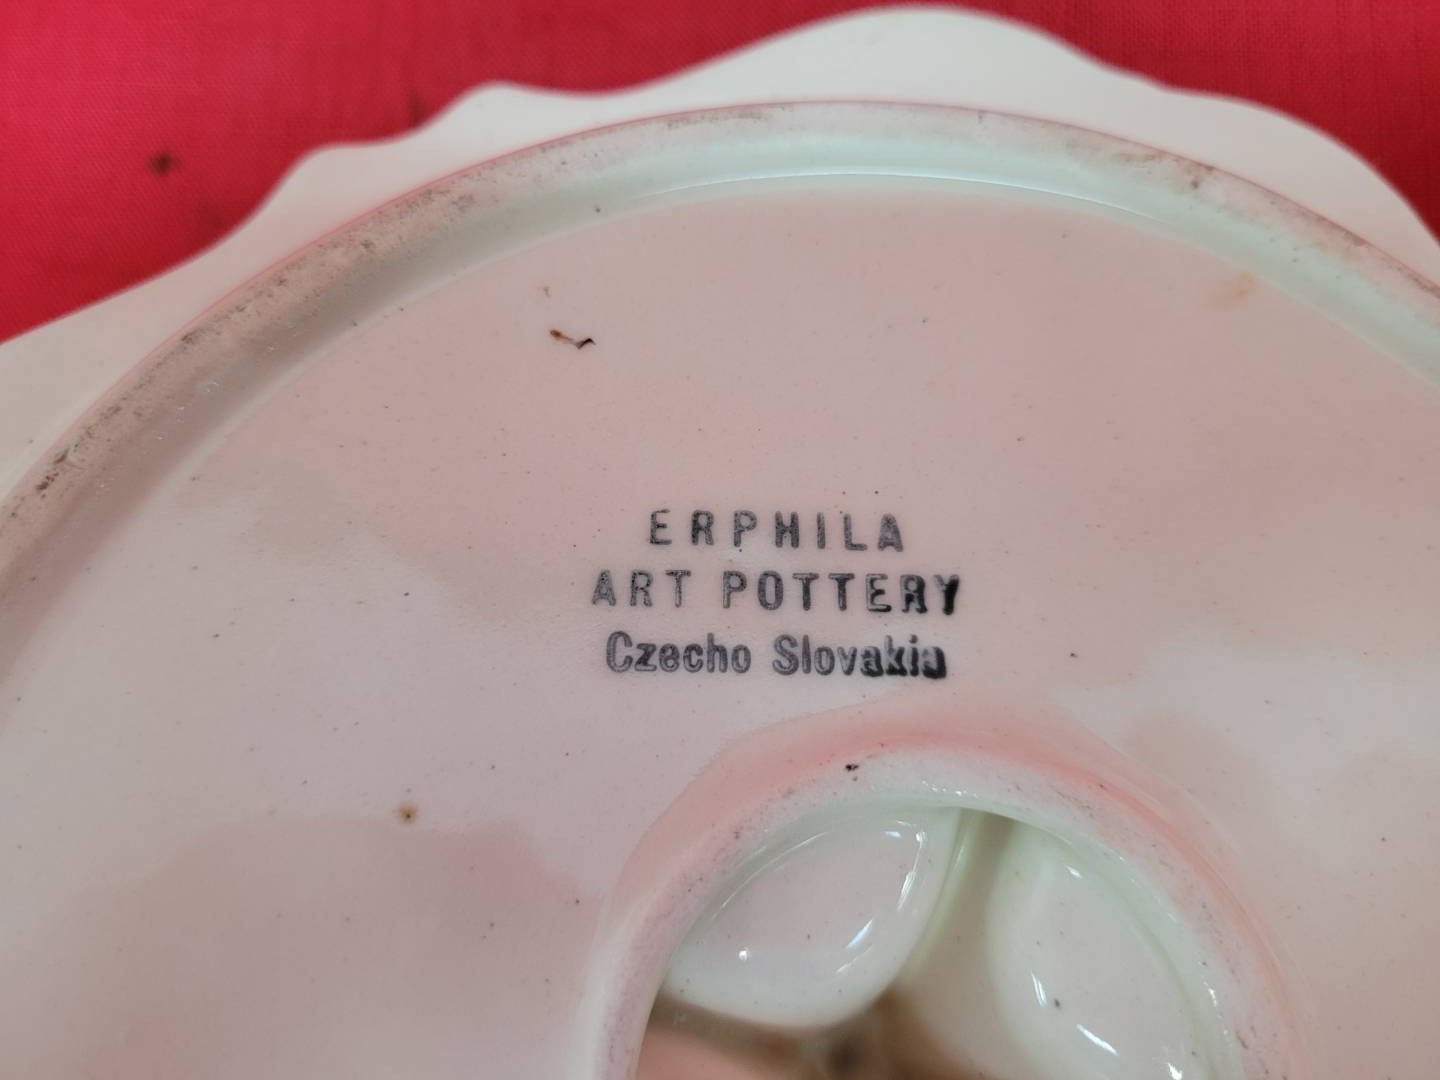 ERPHILA
ART POTTERY
Czecho Slovakia